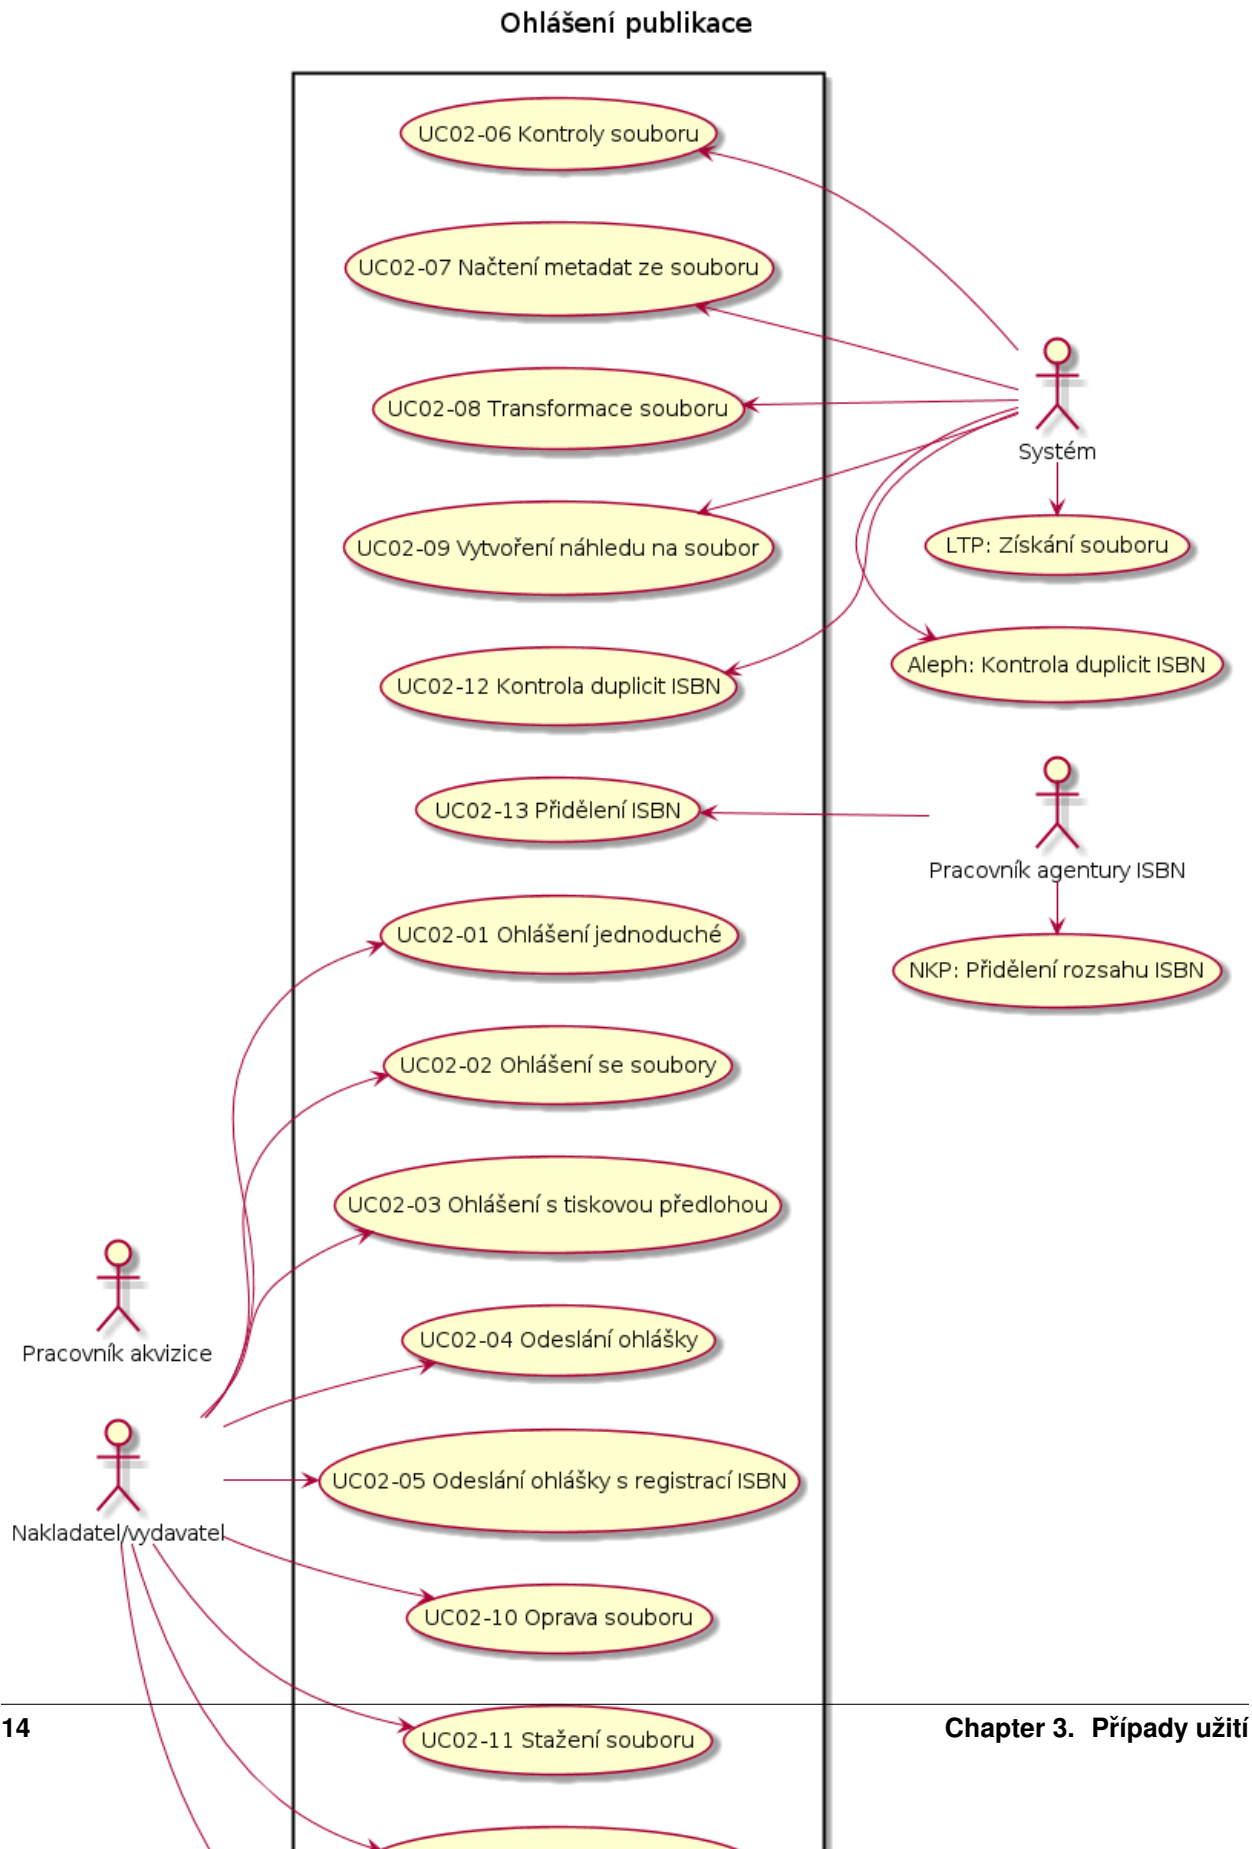 Ohlášení publikace
UC02-06 Kontroly souboru
UC02-07 Načtení metadat ze souboru
UC02-08 Transformace souboru
Systém
UC02-09 Vytvoření náhledu na soubor
LTP: Získání souboru
Aleph: Kontrola duplicit ISBN
UC02-12 Kontrola duplicit ISBN
UC02-13 Přidělení ISBN
Pracovník agentury ISBN
UC02-01 Ohlášení jednoduché
NKP: Přidělení rozsahu ISBN
UC02-02 Ohlášení se soubory
UC02-03 Ohlášení s tiskovou předlohou
UC02-04 Odeslání ohlášky
Pracovník akvizice
UC02-05 Odeslání ohlášky s registrací ISBN
Nakladatel/vydavatel
UC02-10 Oprava souboru
14
Chapter 3. Případy užití
UC02-11 Stažení souboru